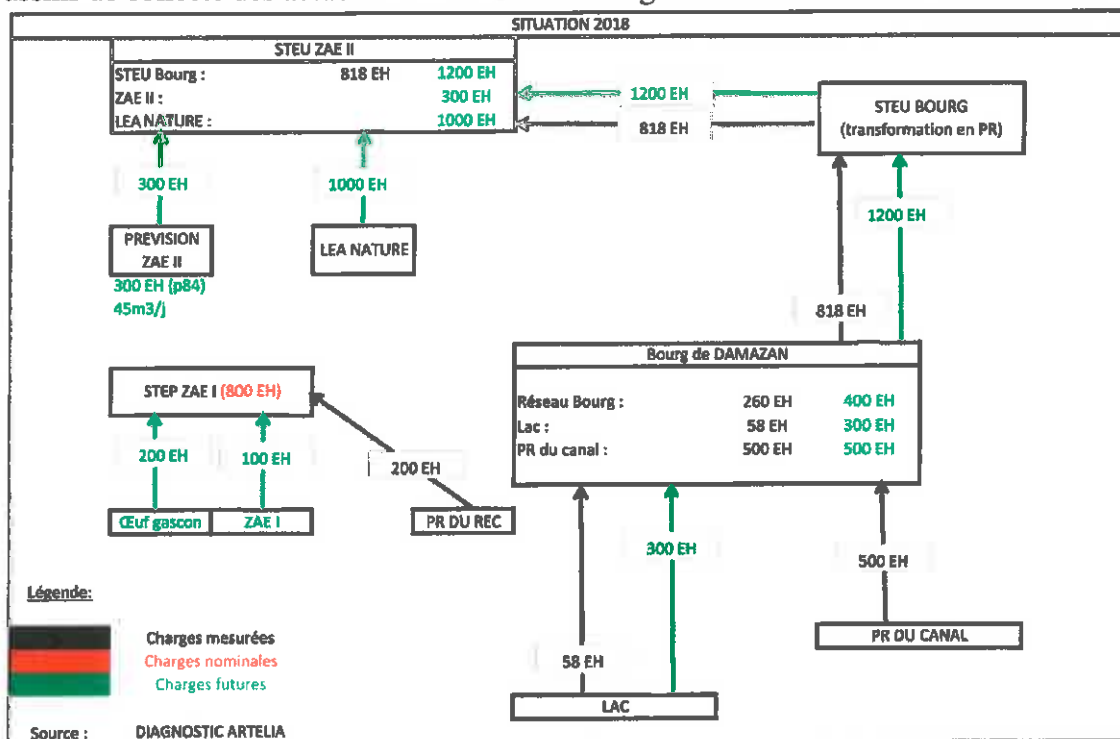 SITUATION 2018
STEU ZAE II
STEU Bourg : 818 EH 1200 EH
ZAE II : 300 EH
LEA NATURE : 1000 EH
1200 EH
818 EH
STEU BOURG
(transformation en PR)
300 EH
1000 EH
1200 EH
PREVISION
ZAE II
LEA NATURE
300 EH (p84)
45m3/j
818 EH
Bourg de DAMAZAN
Réseau Bourg : 260 EH 400 EH
Lac : 58 EH 300 EH
PR du canal : 500 EH 500 EH
STEP ZAE I (800 EH)
200 EH
100 EH
200 EH
Œuf gascon
ZAE I
PR DU REC
300 EH
500 EH
Légende:
Charges mesurées
Charges nominales
Charges futures
PR DU CANAL
58 EH
LAC
Source : DIAGNOSTIC ARTELIA